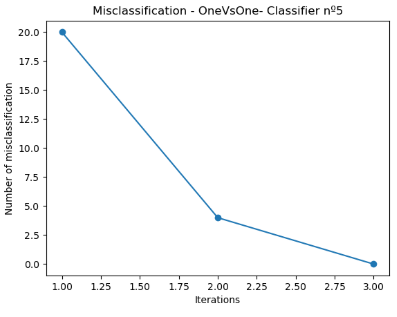 Misclassification - OneVsOne- Classifier nº5
Number of misclassification
20.0
17.5
15.0
12.5
10.0
7.5
5.0
2.5
0.0
1.00 1.25 1.50 1.75 2.00 2.25 2.50 2.75 3.00
Iterations